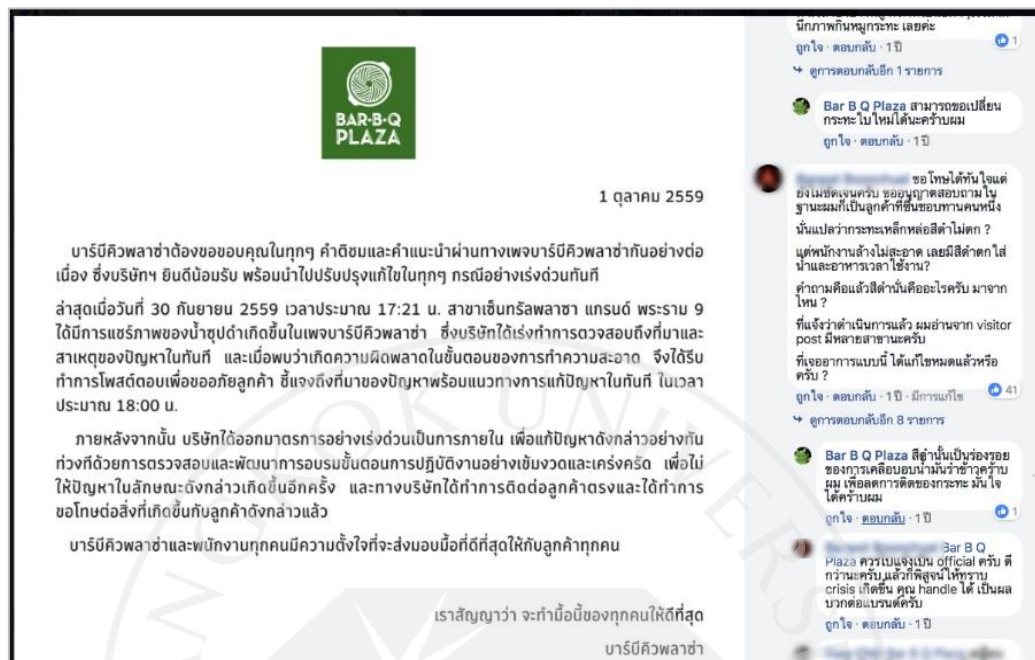 BAR•B•Q
PLAZA
1 ตุลาคม 2559
บาร์บีคิวพลาซ่าต้องขอขอบคุณในทุกๆ คำติชมและคำแนะนำผ่านทางเพจบาร์บีคิวพลาซ่ากันอย่างต่อ
เนื่อง ซึ่งบริษัทฯ ยินดีน้อมรับ พร้อมนำไปปรับปรุงแก้ไขในทุกๆ กรณีอย่างเร่งด่วนทันที
ล่าสุดเมื่อวันที่ 30 กันยายน 2559 เวลาประมาณ 17:21 น. สาขาเซ็นทรัลพลาซา แกรนด์ พระราม 9
ได้มีการแชร์ภาพของน้ำซุปดำเกิดขึ้นในเพจบาร์บีคิวพลาซ่า ซึ่งบริษัทได้เร่งทำการตรวจสอบถึงที่มาและ
สาเหตุของปัญหาในทันที และเมื่อพบว่าเกิดความผิดพลาดในขั้นตอนของการทำความสะอาด จึงได้รีบ
ทำการโพสต์ตอบเพื่อขออภัยลูกค้า ชี้แจงถึงที่มาของปัญหาพร้อมแนวทางการแก้ปัญหาในทันที ในเวลา
ประมาณ 18:00 น.
ภายหลังจากนั้น บริษัทได้ออกมาตรการอย่างเร่งด่วนเป็นการภายใน เพื่อแก้ปัญหาดังกล่าวอย่างทัน
ท่วงทีด้วยการตรวจสอบและพัฒนาการอบรมขั้นตอนการปฏิบัติงานอย่างเข้มงวดและเคร่งครัด เพื่อไม่
ให้ปัญหาในลักษณะดังกล่าวเกิดขึ้นอีกครั้ง และทางบริษัทได้ทำการติดต่อลูกค้าตรงและได้ทำการ
ขอโทษต่อสิ่งที่เกิดขึ้นกับลูกค้าดังกล่าวแล้ว
บาร์บีคิวพลาซ่าและพนักงานทุกคนมีความตั้งใจที่จะส่งมอบมื้อที่ดีที่สุดให้กับลูกค้าทุกคน
เราสัญญาว่า จะทำมื้อนี้ของทุกคนให้ดีที่สุด
บาร์บีคิวพลาซ่า
นึกภาพกินหมูกระทะ เลยค่ะ
ถูกใจ · ตอบกลับ · 1 ปี
1
ดูการตอบกลับอีก 1 รายการ
Bar B Q Plaza สามารถขอเปลี่ยน
กระทะใบใหม่ได้นะคร้าบผม
ถูกใจ · ตอบกลับ · 1 ปี
ขอโทษได้ทันใจแต่
ยังไม่ชัดเจนครับ ขออนุญาตสอบถามใน
ฐานะผมก็เป็นลูกค้าที่ชื่นชอบทานคนหนึ่ง
นั่นแปลว่ากระทะเหล็กหล่อสีดำไม่ตก ?
แต่พนักงานล้างไม่สะอาด เลยมีสีดำตกใส่
น้ำและอาหารเวลาใช้งาน?
คำถามคือแล้วสีดำนั่นคืออะไรครับ มาจาก
ไหน ?
ที่แจ้งว่าดำเนินการแล้ว ผมอ่านจาก visitor
post มีหลายสาขานะครับ
ที่เจออาการแบบนี้ ได้แก้ไขหมดแล้วหรือ
ครับ ?
ถูกใจ · ตอบกลับ · 1 ปี · มีการแก้ไข
41
ดูการตอบกลับอีก 8 รายการ
Bar B Q Plaza สีดำนั้นเป็นร่องรอย
ของการเคลือบอบน้ำมันรำข้าวคร้าบ
ผม เพื่อลดการติดของกระทะ มั่นใจ
ได้คร้าบผม
ถูกใจ · ตอบกลับ · 1 ปี
1
Bar B Q
Plaza ควรไปแจงเป็น official ครับ ดี
กว่านะครับ แล้วก็พิสูจน์ให้ทราบ
crisis เกิดขึ้น คุณ handle ได้ เป็นผล
บวกต่อแบรนด์ครับ
ถูกใจ · ตอบกลับ · 1 ปี
BANGKOK UNIVERS